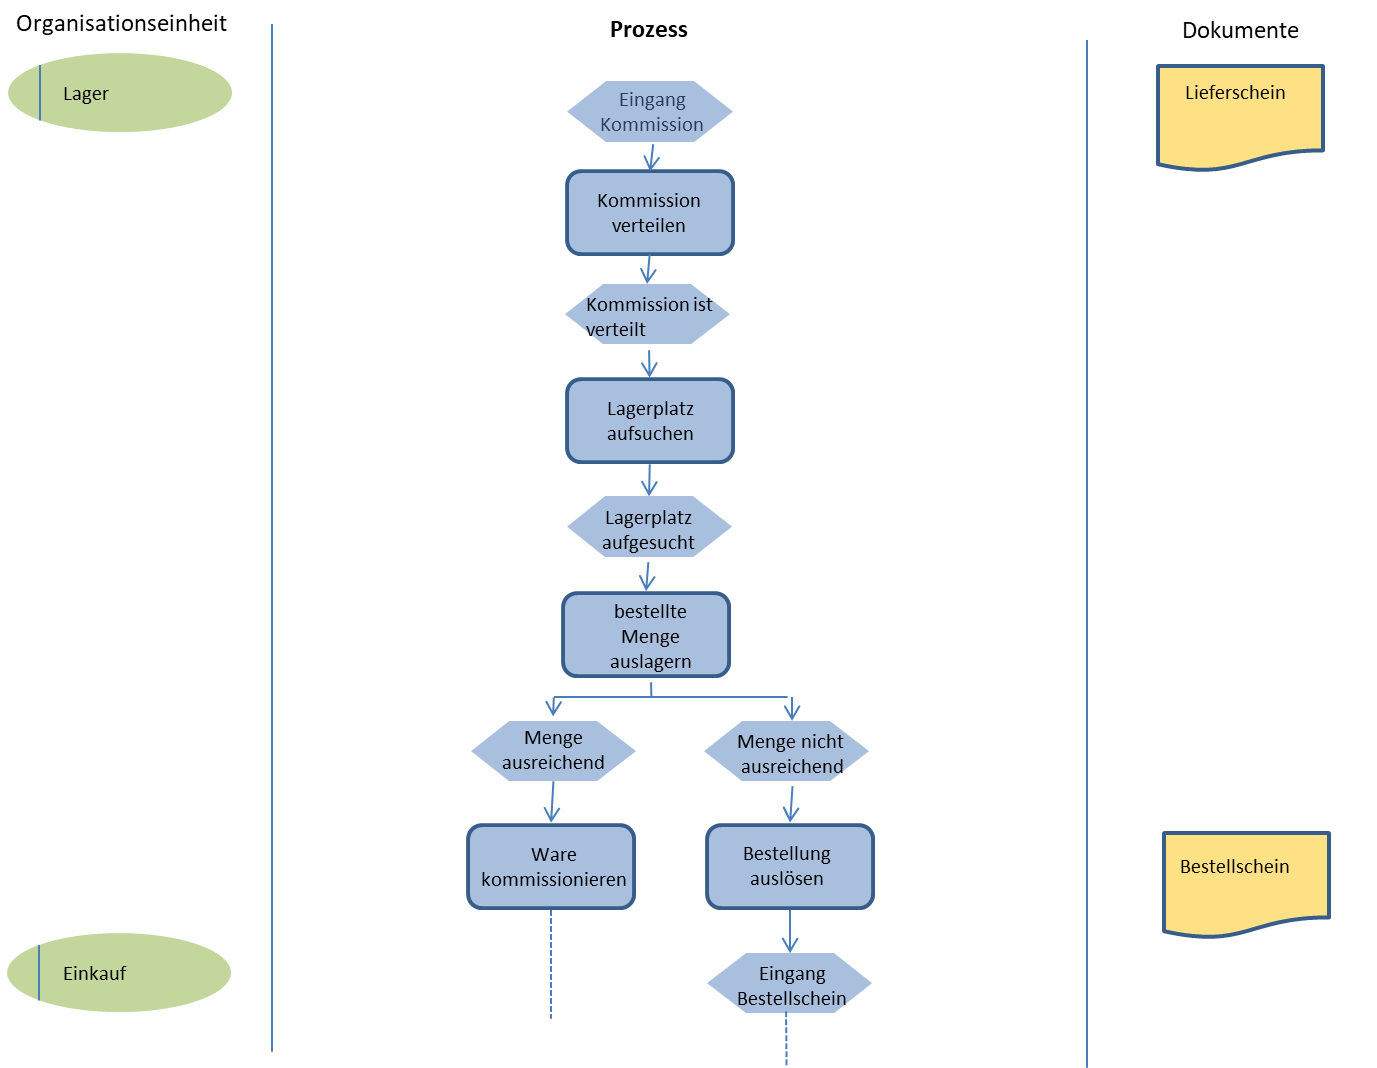 Organisationseinheit
Prozess
Dokumente
Lager
Lieferschein
Eingang
Kommission
Kommission
verteilen
Kommission ist
verteilt
Lagerplatz
aufsuchen
Lagerplatz
aufgesucht
bestellte
Menge
auslagern
Menge
ausreichend
Menge nicht
ausreichend
Ware
kommissionieren
Bestellung
auslösen
Bestellschein
Einkauf
Eingang
Bestellschein